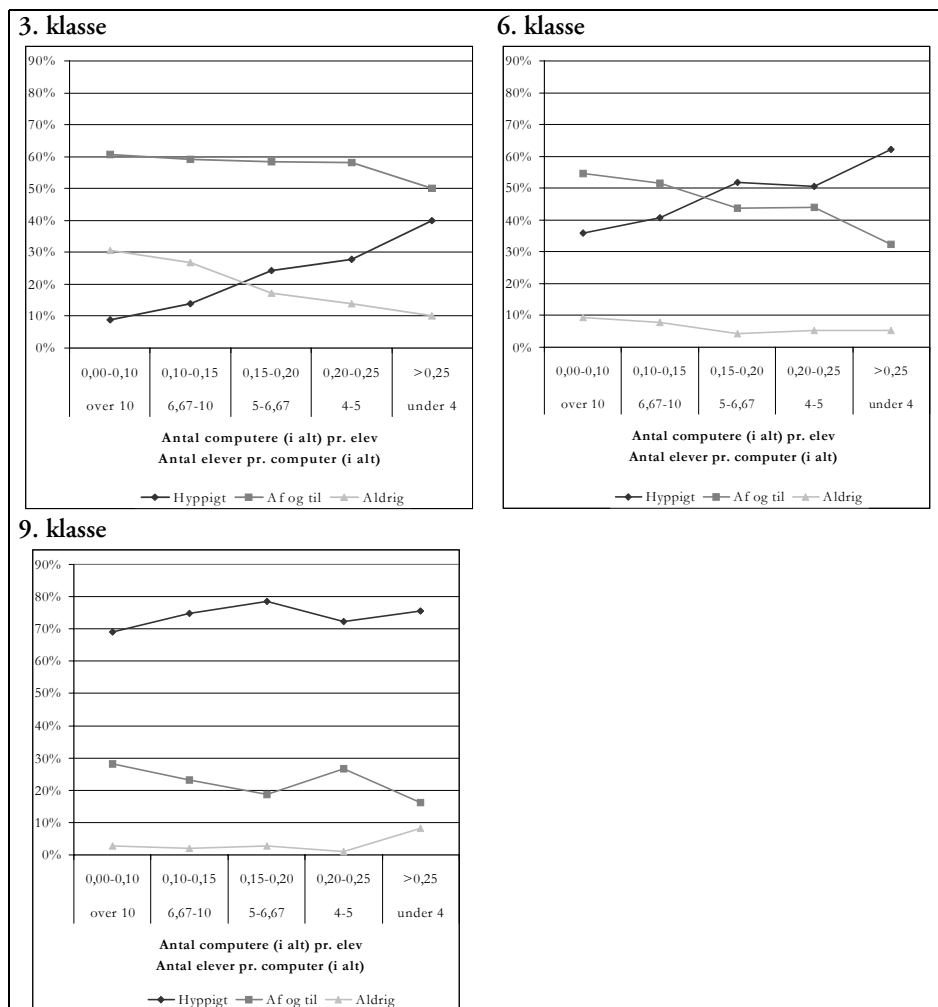 3. klasse
90%
80%
70%
60%
50%
40%
30%
20%
10%
0%
0,00-0,10 0,10-0,15 0,15-0,20 0,20-0,25 >0,25
over 10 6,67-10 5-6,67 4-5 under 4
Antal computere (i alt) pr. elev
Antal elever pr. computer (i alt)
Hyppigt Af og til Aldrig
6. klasse
90%
80%
70%
60%
50%
40%
30%
20%
10%
0%
0,00-0,10 0,10-0,15 0,15-0,20 0,20-0,25 >0,25
over 10 6,67-10 5-6,67 4-5 under 4
Antal computere (i alt) pr. elev
Antal elever pr. computer (i alt)
Hyppigt Af og til Aldrig
9. klasse
90%
80%
70%
60%
50%
40%
30%
20%
10%
0%
0,00-0,10 0,10-0,15 0,15-0,20 0,20-0,25 >0,25
over 10 6,67-10 5-6,67 4-5 under 4
Antal computere (i alt) pr. elev
Antal elever pr. computer (i alt)
Hyppigt Af og til Aldrig